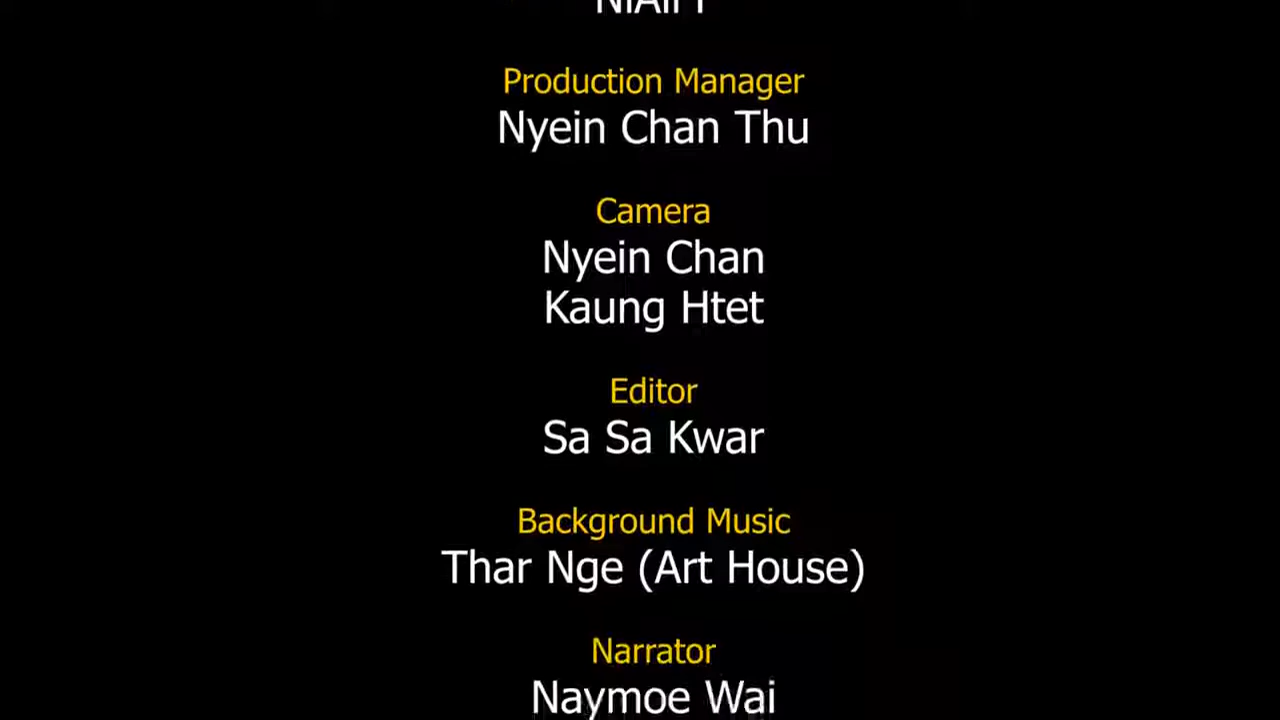 Production Manager
Nyein Chan Thu
Camera
Nyein Chan
Kaung Htet
Editor
Sa Sa Kwar
Background Music
Thar Nge (Art House)
Narrator
Naymoe Wai